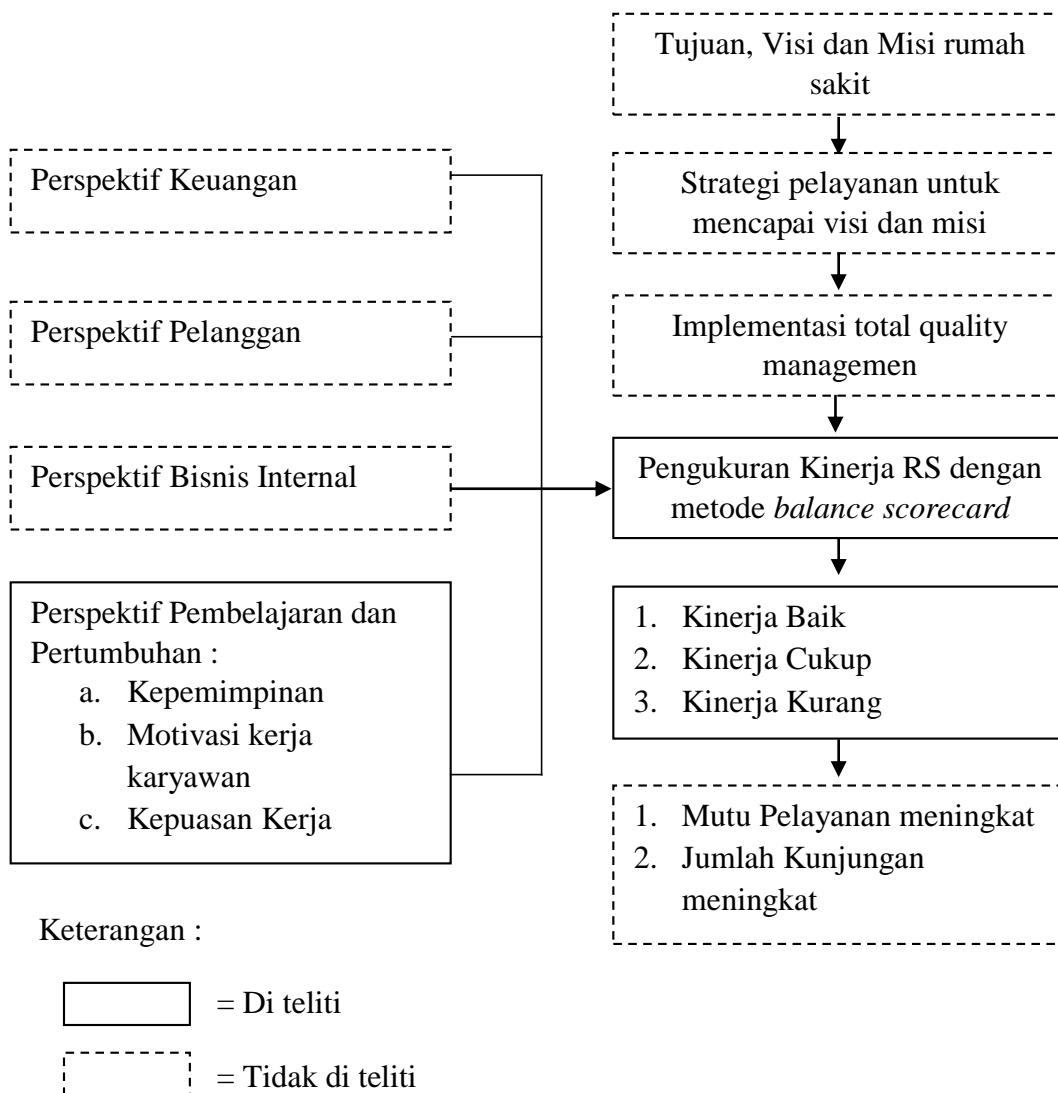 Tujuan, Visi dan Misi rumah
sakit
Perspektif Keuangan
Strategi pelayanan untuk
mencapai visi dan misi
Perspektif Pelanggan
Implementasi total quality
managemen
Perspektif Bisnis Internal
Pengukuran Kinerja RS dengan
metode balance scorecard
Perspektif Pembelajaran dan
Pertumbuhan :
a. Kepemimpinan
b. Motivasi kerja
karyawan
c. Kepuasan Kerja
1. Kinerja Baik
2. Kinerja Cukup
3. Kinerja Kurang
1. Mutu Pelayanan meningkat
2. Jumlah Kunjungan
meningkat
Keterangan :
= Di teliti
= Tidak di teliti